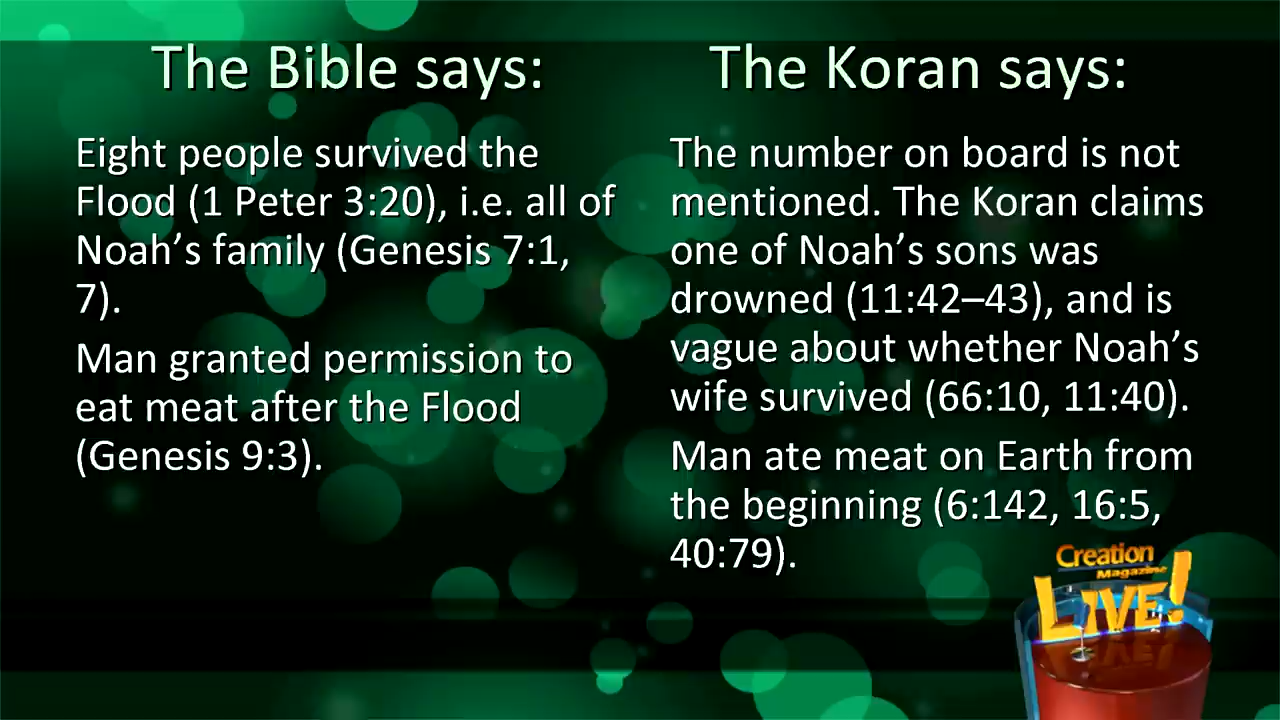 The Bible says:
Eight people survived the
Flood (1 Peter 3:20), i.e. all of
Noah’s family (Genesis 7:1,
7).
Man granted permission to
eat meat after the Flood
(Genesis 9:3).
The Koran says:
The number on board is not
mentioned. The Koran claims
one of Noah’s sons was
drowned (11:42–43), and is
vague about whether Noah’s
wife survived (66:10, 11:40).
Man ate meat on Earth from
the beginning (6:142, 16:5,
40:79).
Creation
Magazine
LIVE!